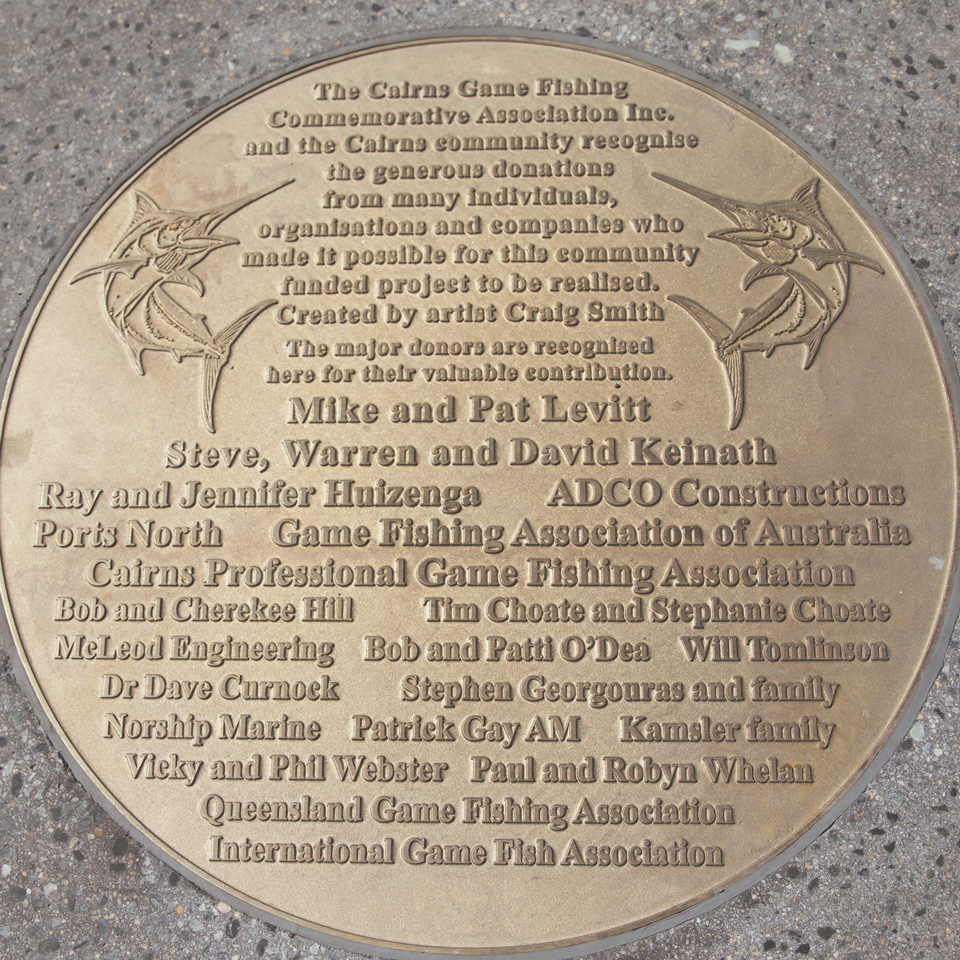 The Cairns Game Fishing
Commemorative Association Inc.
and the Cairns community recognise
the generous donations
from many individuals,
organisations and companies who
made it possible for this community
funded project to be realised.
Created by artist Craig Smith
The major donors are recognised
here for their valuable contribution.
Mike and Pat Levitt
Steve, Warren and David Keinath
Ray and Jennifer Huizenga ADCO Constructions
Ports North Game Fishing Association of Australia
Cairns Professional Game Fishing Association
Bob and Cherekee Hill Tim Choate and Stephanie Choate
McLeod Engineering Bob and Patti O'Dea Will Tomlinson
Dr Dave Curnock Stephen Georgouras and family
Norship Marine Patrick Gay AM Kamsler family
Vicky and Phil Webster Paul and Robyn Whelan
Queensland Game Fishing Association
International Game Fish Association